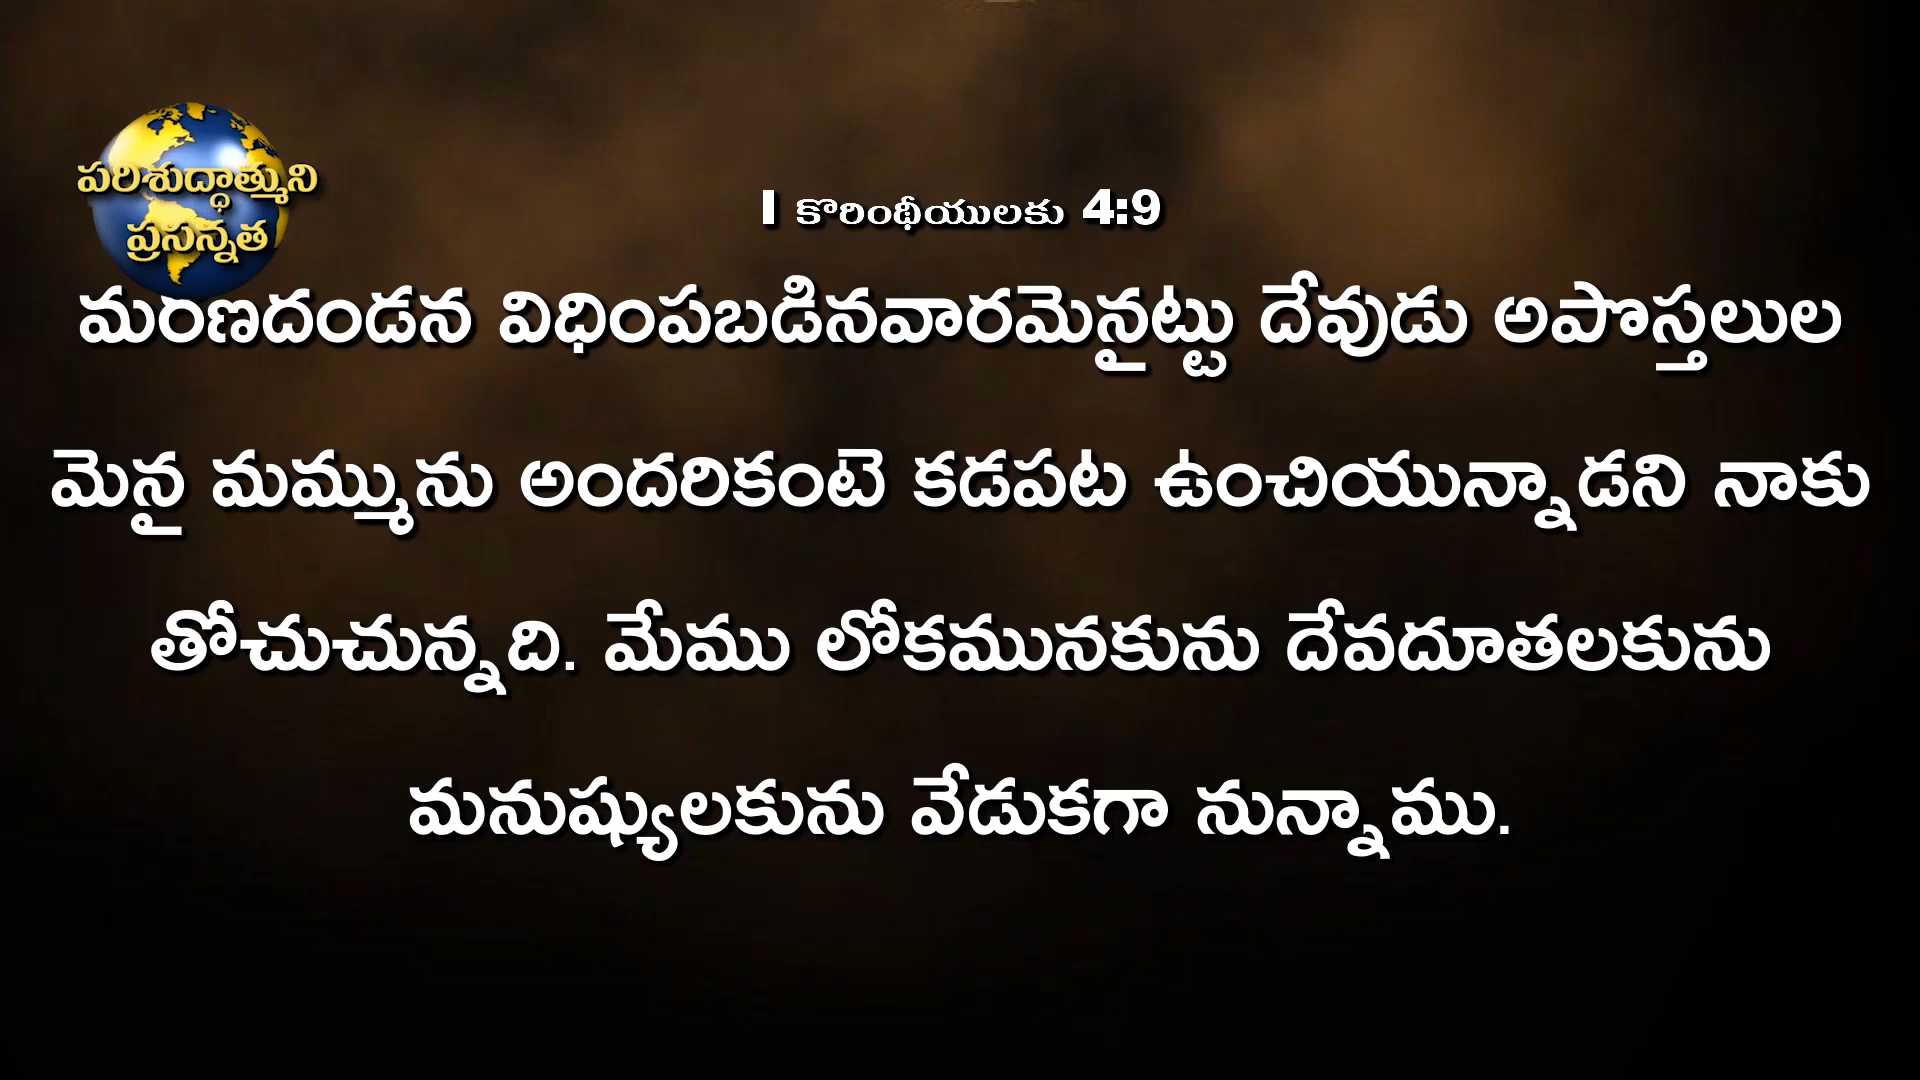 పరిశుద్ధాత్ముని
ప్రసన్నత
I కొరింథీయులకు 4:9
మరణదండన విధింపబడినవారమైనట్టు దేవుడు అపొస్తలుల
మైన మమ్మును అందరికంటె కడపట ఉంచియున్నాడని నాకు
తోచుచున్నది. మేము లోకమునకును దేవదూతలకును
మనుష్యులకును వేడుకగా నున్నాము.